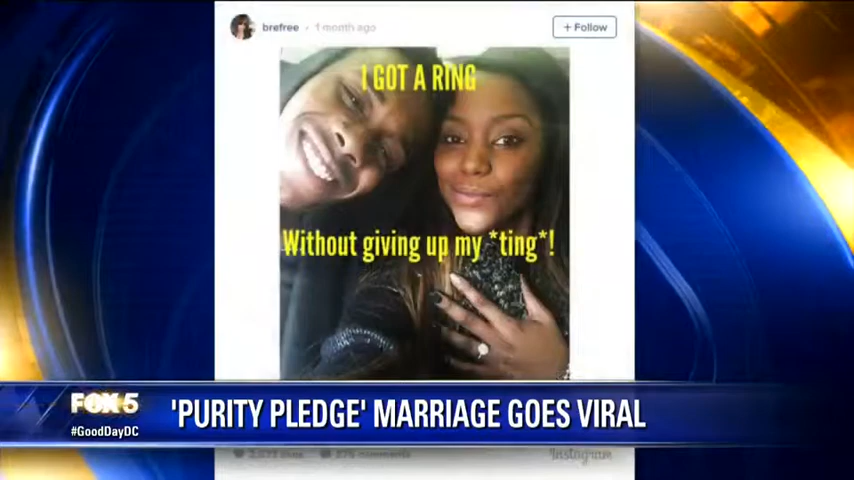 brefree • 1 month ago
+ Follow
I GOT A RING
Without giving up my *ting*!
FOX 5
'PURITY PLEDGE' MARRIAGE GOES VIRAL
#GoodDayDC
Instagram